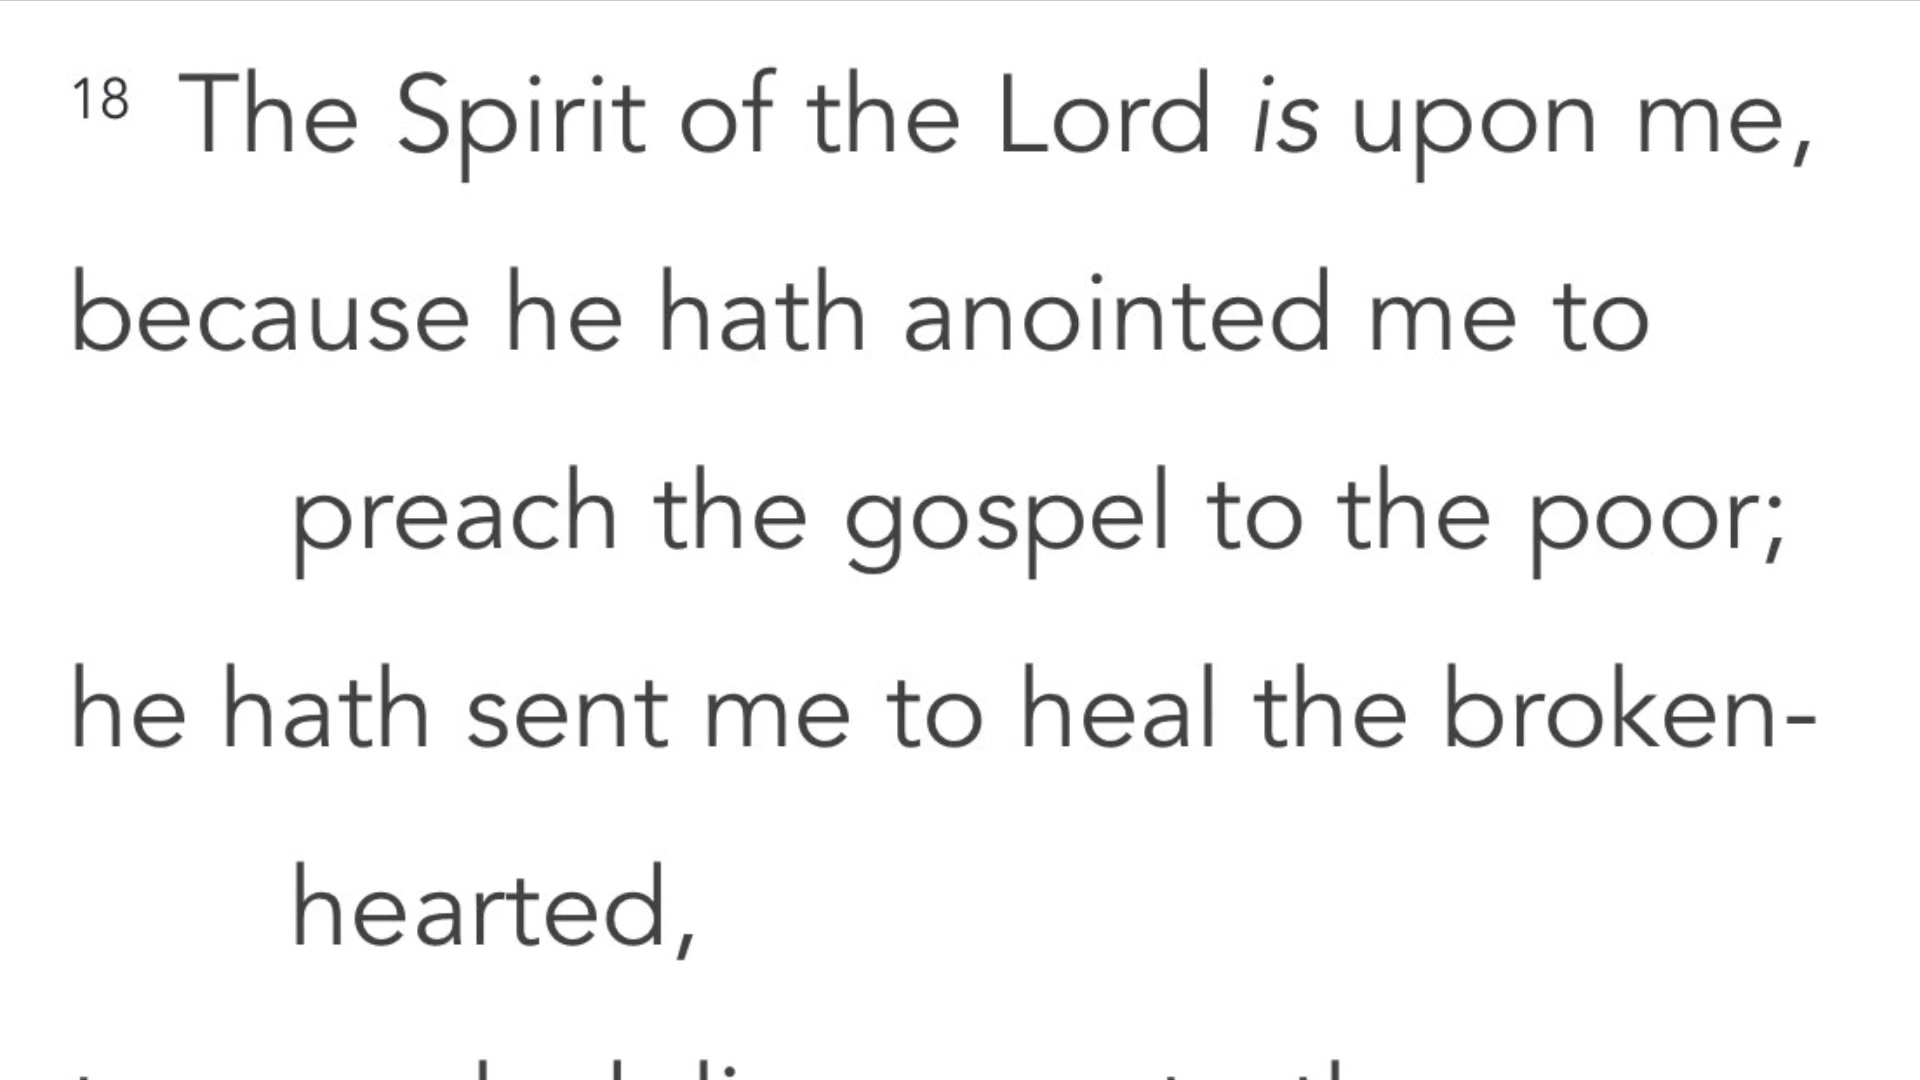 18 The Spirit of the Lord is upon me,
because he hath anointed me to
preach the gospel to the poor;
he hath sent me to heal the broken-
hearted,